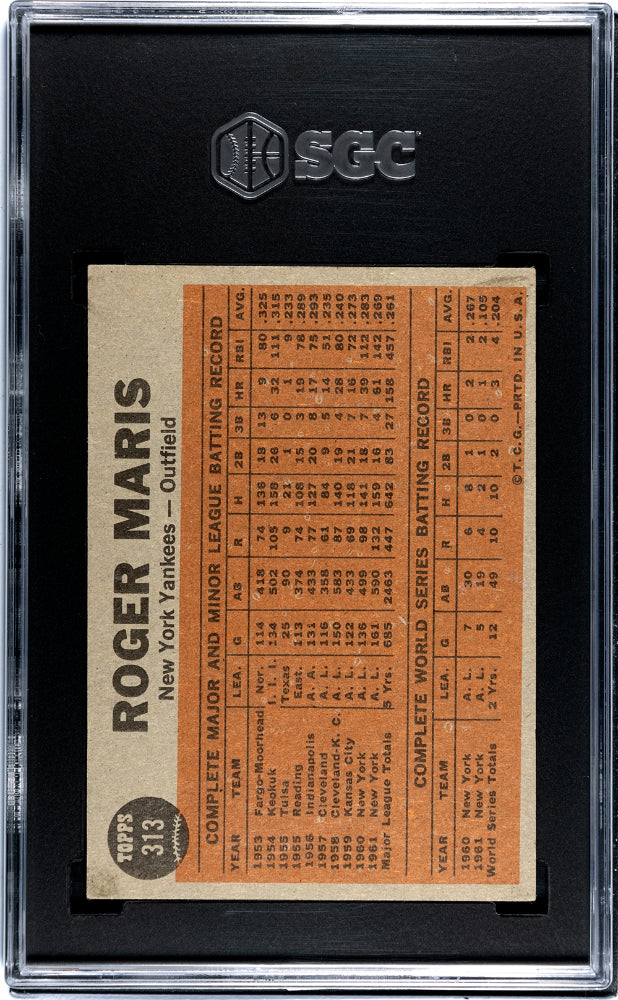 SGC
TOPPS
313
ROGER MARIS
New York Yankees — Outfield
COMPLETE MAJOR AND MINOR LEAGUE BATTING RECORD
YEAR TEAM LEA. G AB R H 2B 3B HR RBI AVG.
1953 Fargo-Moorhead Nor. 114 418 74 136 18 13 9 80 .325
1954 Keokuk I. I. I. 134 502 105 158 26 6 32 111 .315
1955 Tulsa Texas 25 90 9 21 1 0 1 9 .233
1955 Reading East. 113 374 74 108 15 3 19 78 .289
1956 Indianapolis A. A. 131 433 77 127 20 8 17 75 .293
1957 Cleveland A. L. 116 358 61 84 9 5 14 51 .235
1958 Cleveland-K. C. A. L. 150 583 87 140 19 4 28 80 .240
1959 Kansas City A. L. 122 433 69 118 21 7 16 72 .273
1960 New York A. L. 136 499 98 141 18 7 39 112 .283
1961 New York A. L. 161 590 132 159 16 4 61 142 .269
Major League Totals 5 Yrs. 685 2463 447 642 83 27 158 457 .261
COMPLETE WORLD SERIES BATTING RECORD
YEAR TEAM LEA. G AB R H 2B 3B HR RBI AVG.
1960 New York A. L. 7 30 6 8 1 0 2 2 .267
1961 New York A. L. 5 19 4 2 1 0 1 2 .105
World Series Totals 2 Yrs. 12 49 10 10 2 0 3 4 .204
© T. C. G.—PRTD. IN U. S. A.